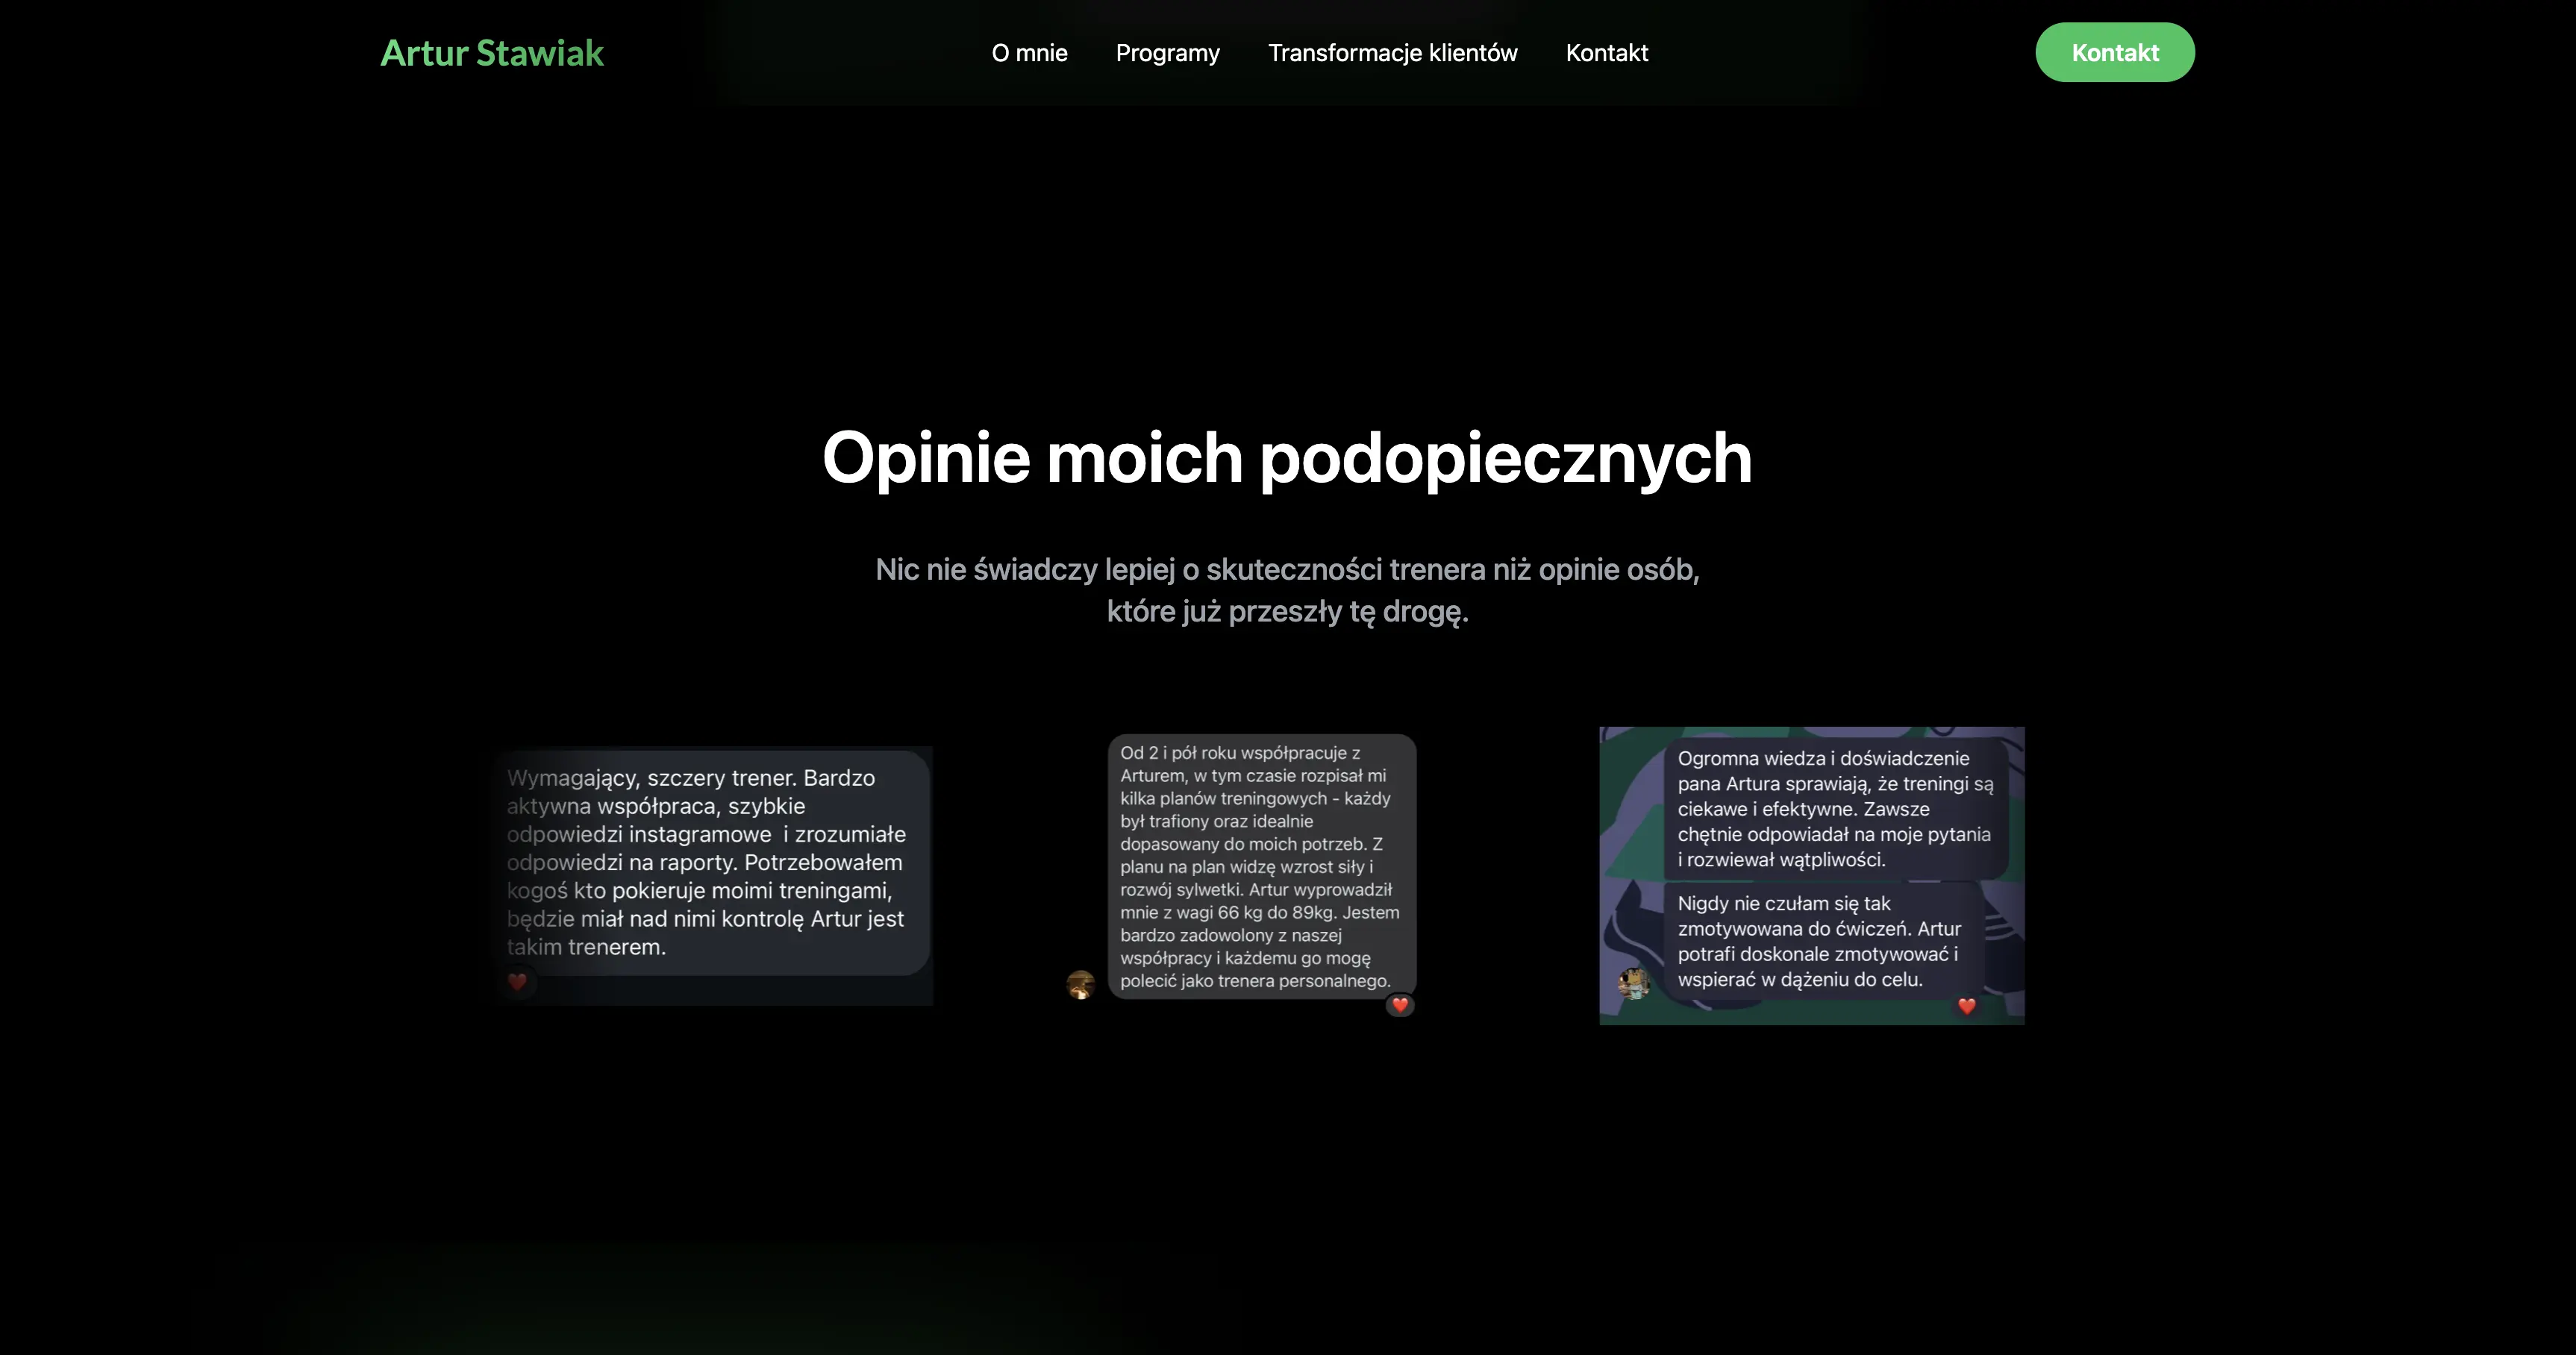 Artur Stawiak
O mnie
Programy
Transformacje klientów
Kontakt
Kontakt
Opinie moich podopiecznych
Nic nie świadczy lepiej o skuteczności trenera niż opinie osób,
które już przeszły tę drogę.
Wymagający, szczery trener. Bardzo
aktywna współpraca, szybkie
odpowiedzi instagramowe  i zrozumiałe
odpowiedzi na raporty. Potrzebowałem
kogoś kto pokieruje moimi treningami,
będzie miał nad nimi kontrolę Artur jest
takim trenerem.
Od 2 i pół roku współpracuje z
Arturem, w tym czasie rozpisał mi
kilka planów treningowych - każdy
był trafiony oraz idealnie
dopasowany do moich potrzeb. Z
planu na plan widzę wzrost siły i
rozwój sylwetki. Artur wyprowadził
mnie z wagi 66 kg do 89kg. Jestem
bardzo zadowolony z naszej
współpracy i każdemu go mogę
polecić jako trenera personalnego.
Ogromna wiedza i doświadczenie
pana Artura sprawiają, że treningi są
ciekawe i efektywne. Zawsze
chętnie odpowiadał na moje pytania
i rozwiewał wątpliwości.
Nigdy nie czułam się tak
zmotywowana do ćwiczeń. Artur
potrafi doskonale zmotywować i
wspierać w dążeniu do celu.